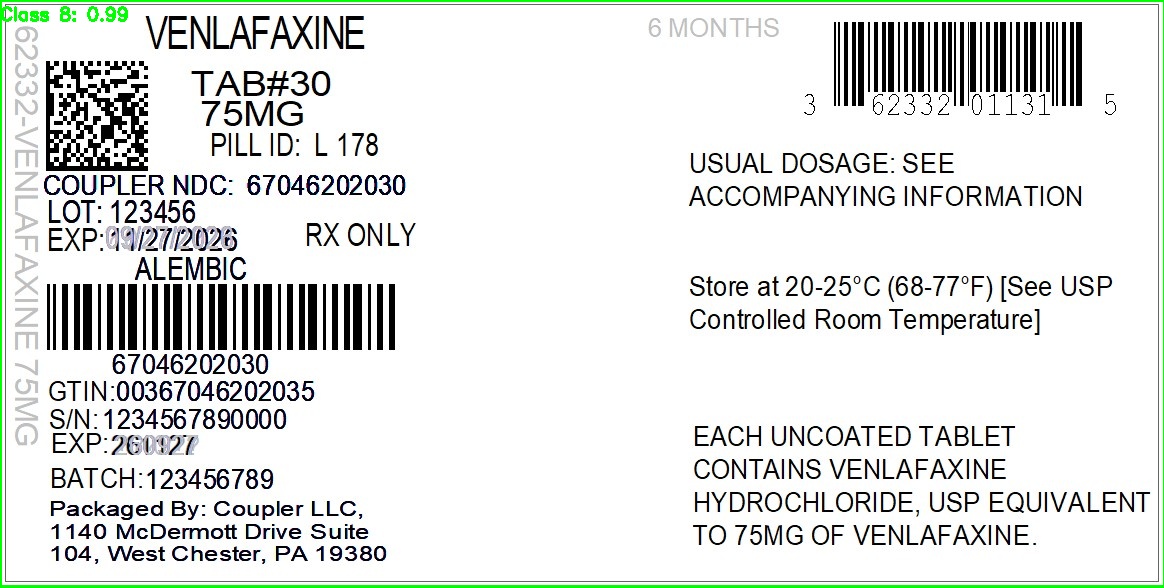 Class 8: 0.99
62332-VENLAFAXINE 75MG
VENLAFAXINE
TAB#30
75MG
PILL ID: L 178
COUPLER NDC: 67046202030
LOT: 123456
EXP:
RX ONLY
ALEMBIC
67046202030
GTIN:00367046202035
S/N:1234567890000
EXP:
BATCH:123456789
Packaged By: Coupler LLC,
1140 McDermott Drive Suite
104, West Chester, PA 19380
6 MONTHS
3 62332 01131 5
USUAL DOSAGE: SEE
ACCOMPANYING INFORMATION
Store at 20-25°C (68-77°F) [See USP
Controlled Room Temperature]
EACH UNCOATED TABLET
CONTAINS VENLAFAXINE
HYDROCHLORIDE, USP EQUIVALENT
TO 75MG OF VENLAFAXINE.